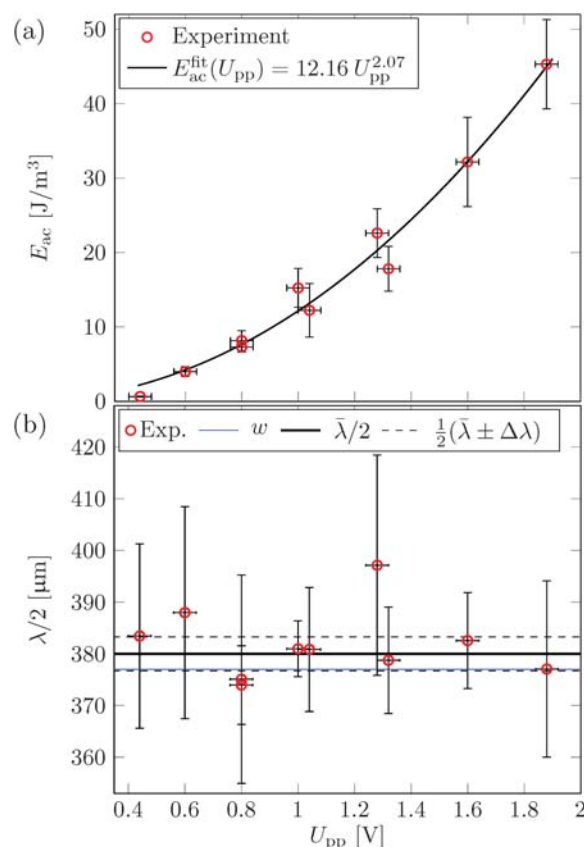 (a)
Experiment
E_ac^fit(U_pp) = 12.16 U_pp^2.07
50
40
30
20
10
0
E_ac [J/m³]
(b)
Exp. w λ̄/2 ½(λ̄ ± Δλ)
420
410
400
390
380
370
360
λ/2 [µm]
0.4 0.6 0.8 1 1.2 1.4 1.6 1.8 2
U_pp [V]